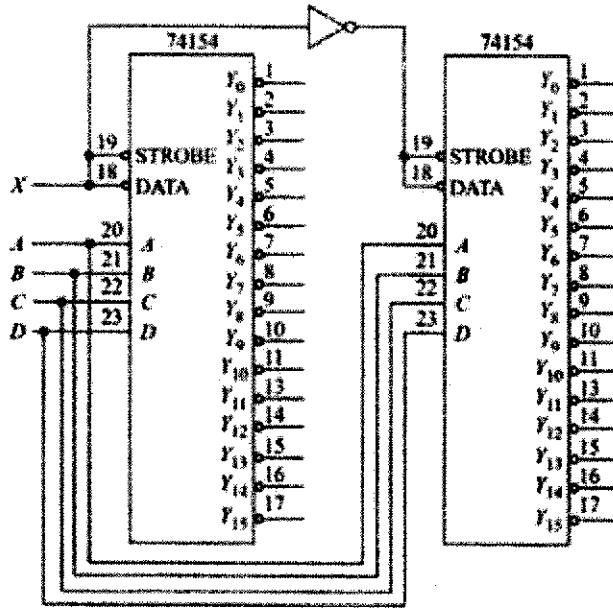 74154
74154
Y0 1
Y1 2
Y2 3
Y3 4
Y4 5
Y5 6
Y6 7
Y7 8
Y8 9
Y9 10
Y10 11
Y11 13
Y12 14
Y13 15
Y14 16
Y15 17
19 STROBE
X 18 DATA
A 20 A
B 21 B
C 22 C
D 23 D
Y0 1
Y1 2
Y2 3
Y3 4
Y4 5
Y5 6
Y6 7
Y7 8
Y8 9
Y9 10
Y10 11
Y11 13
Y12 14
Y13 15
Y14 16
Y15 17
19 STROBE
18 DATA
20 A
21 B
22 C
23 D